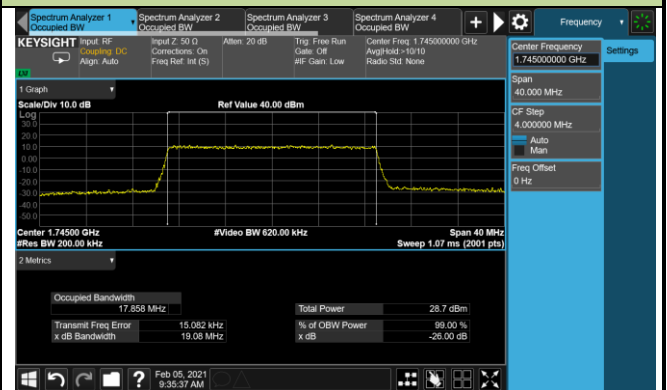 Spectrum Analyzer 1
Occupied BW
Spectrum Analyzer 2
Occupied BW
Spectrum Analyzer 3
Occupied BW
Spectrum Analyzer 4
Occupied BW
+
Frequency
KEYSIGHT
Input: RF
Coupling: DC
Align: Auto
Input Z: 50 Ω
Corrections: On
Freq Ref: Int (S)
Atten: 20 dB
Trig: Free Run
Gate: Off
#IF Gain: Low
Center Freq: 1.745000000 GHz
Avg|Hold:>10/10
Radio Std: None
LU
Center Frequency
1.745000000 GHz
Settings
Span
40.000 MHz
CF Step
4.000000 MHz
Auto
Man
Freq Offset
0 Hz
1 Graph
Scale/Div 10.0 dB
Ref Value 40.00 dBm
Log
30.0
20.0
10.0
0.00
-10.0
-20.0
-30.0
-40.0
-50.0
Center 1.74500 GHz
#Video BW 620.00 kHz
Span 40 MHz
#Res BW 200.00 kHz
Sweep 1.07 ms (2001 pts)
2 Metrics
Occupied Bandwidth
17.858 MHz
Total Power
28.7 dBm
Transmit Freq Error
15.082 kHz
% of OBW Power
99.00 %
x dB Bandwidth
19.08 MHz
x dB
-26.00 dB
?
Feb 05, 2021
9:35:37 AM